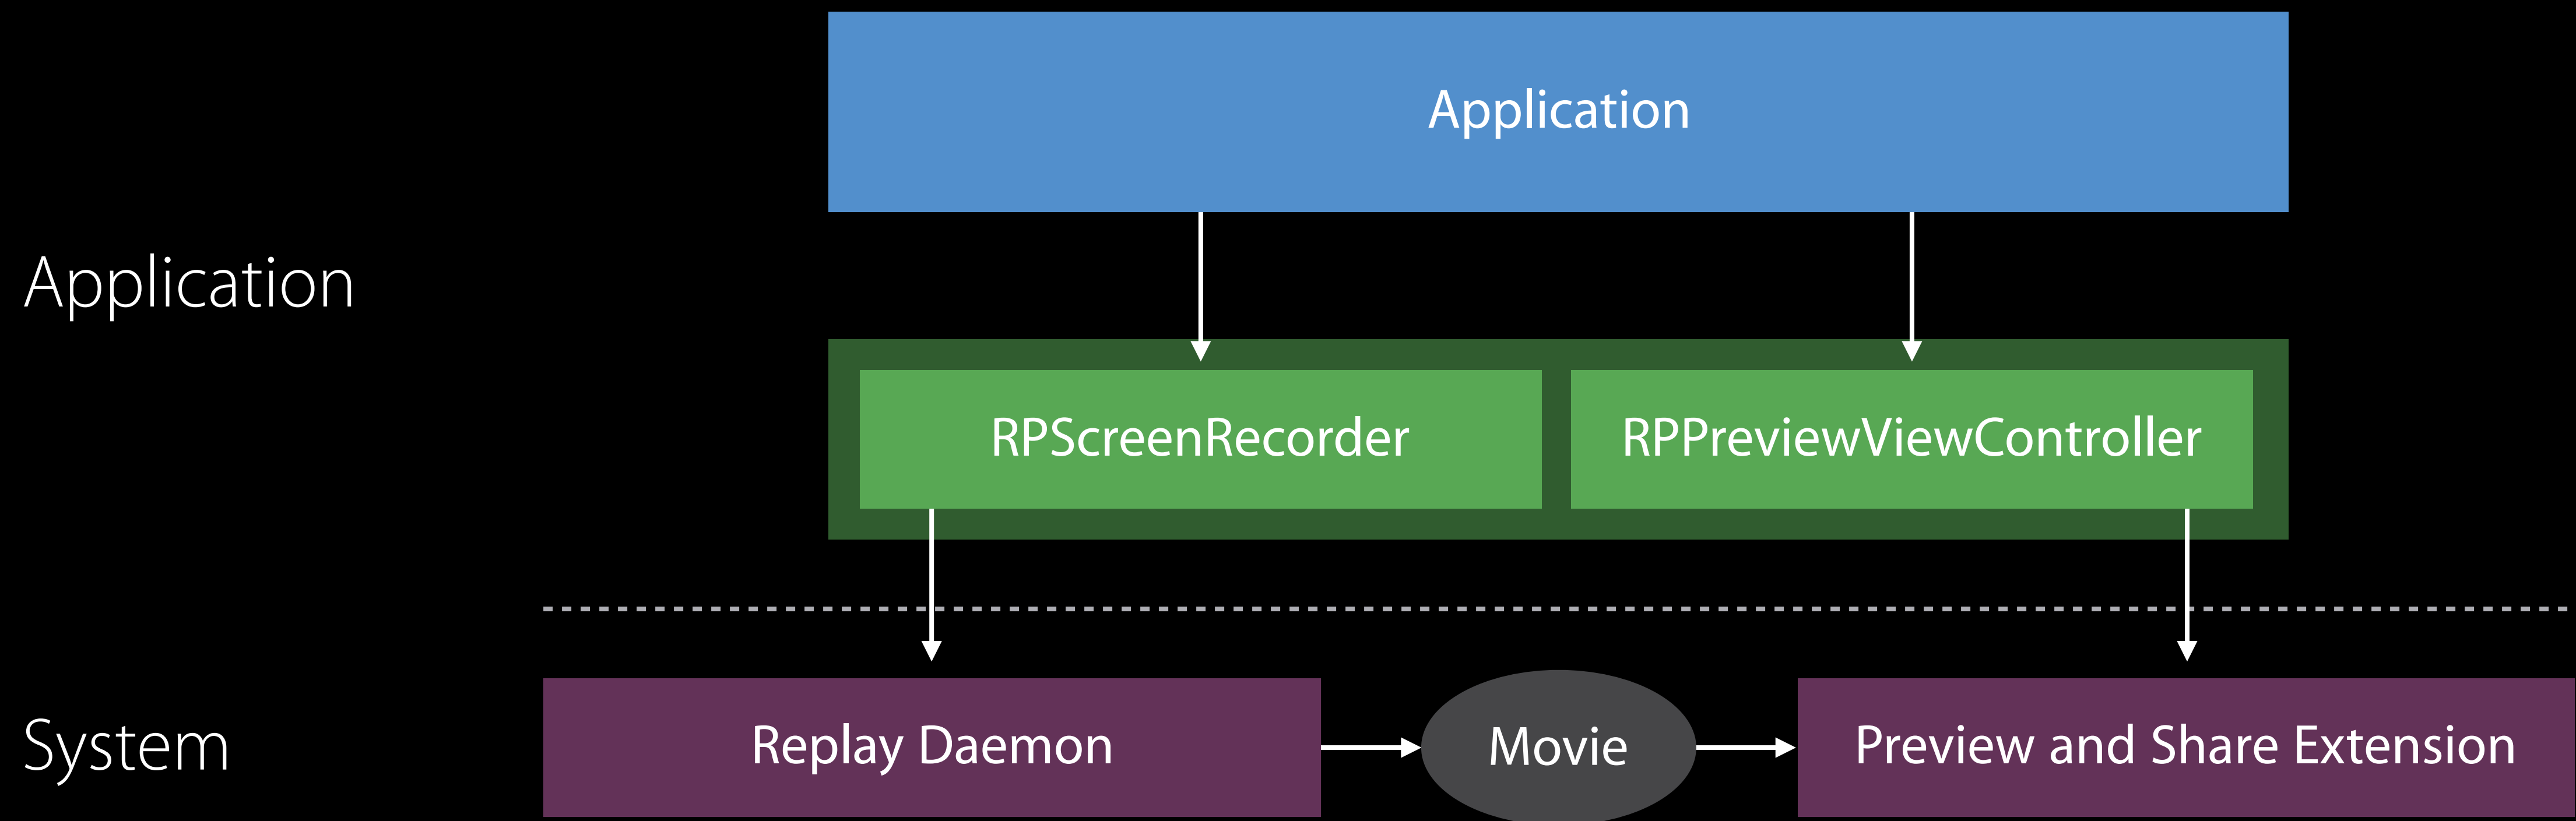 Application
Application
RPScreenRecorder
RPPreviewViewController
System
Replay Daemon
Movie
Preview and Share Extension